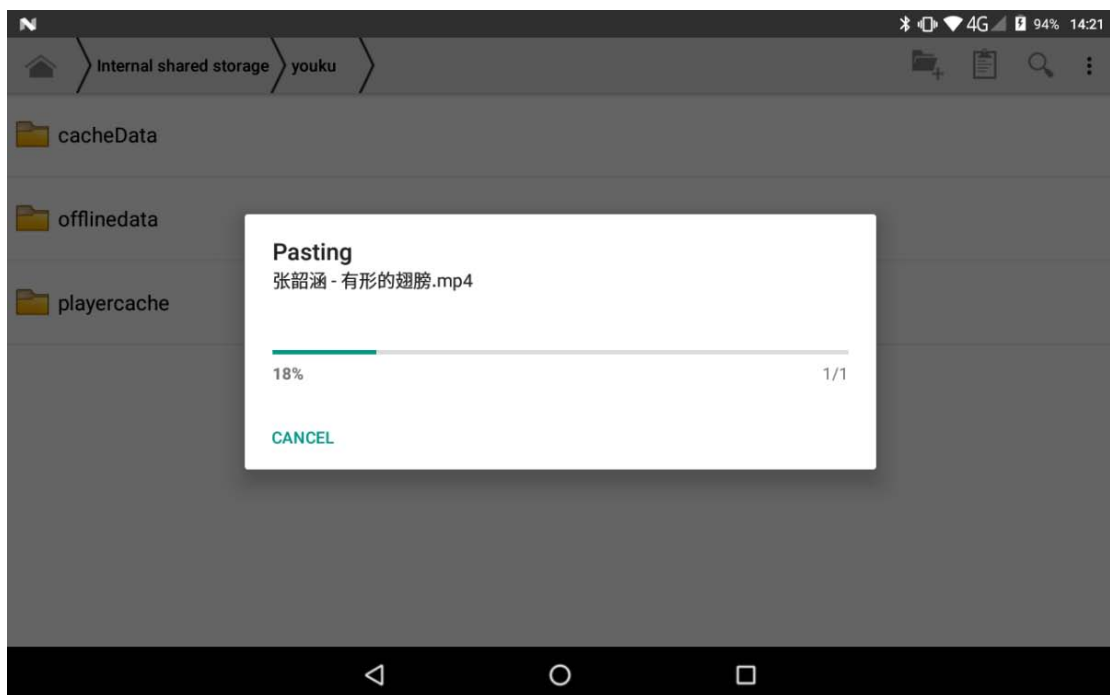 4G 94% 14:21
Internal shared storage youku
cacheData
offlinedata
Pasting
张韶涵 - 有形的翅膀.mp4
playercache
18% 1/1
CANCEL